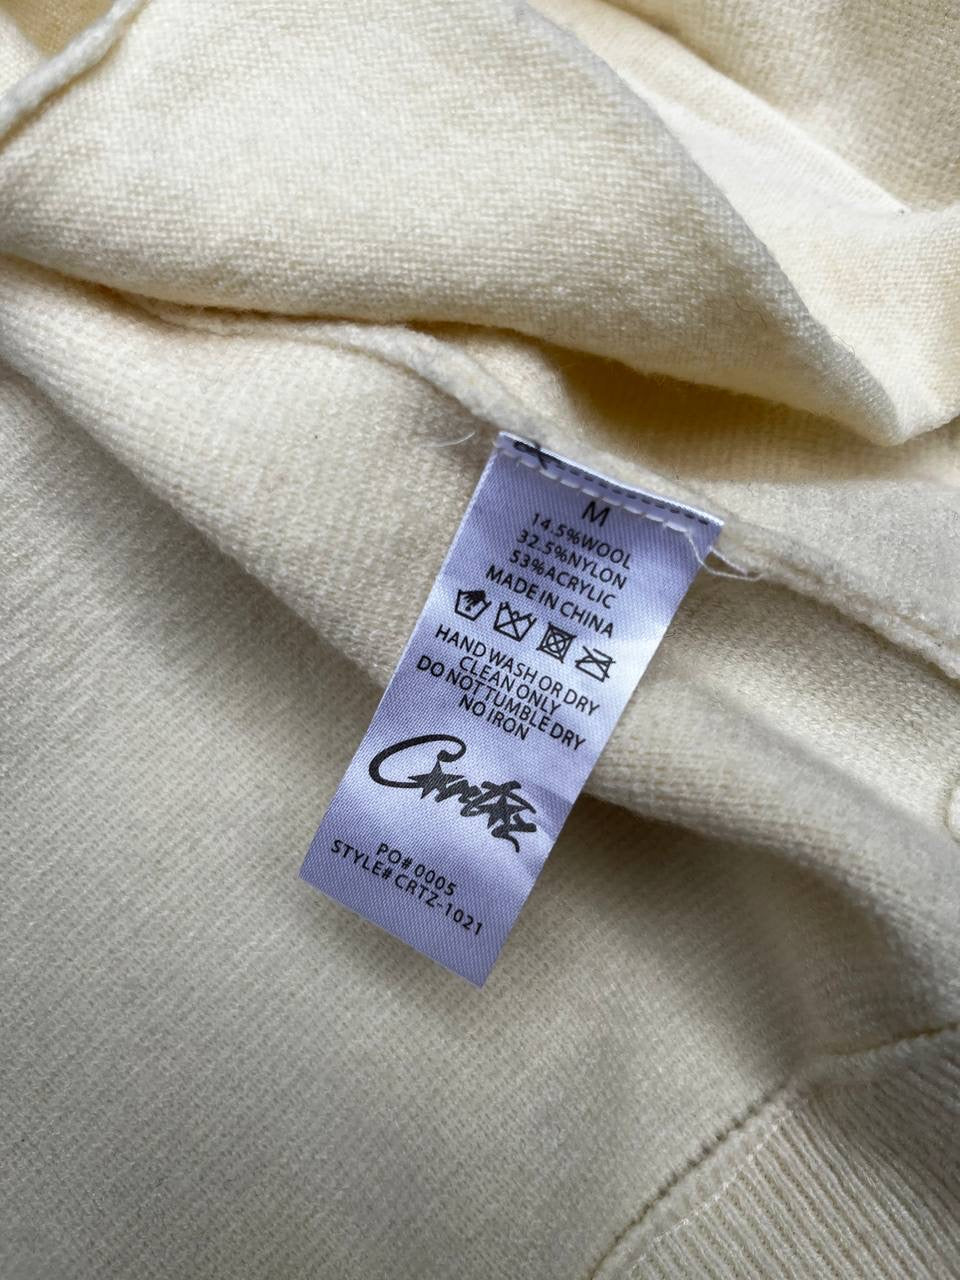 M
14.5%WOOL
32.5%NYLON
53%ACRYLIC
MADE IN CHINA
HAND WASH OR DRY
CLEAN ONLY
DO NOT TUMBLE DRY
NO IRON
Corteiz
PO# 0005
STYLE# CRTZ-1021